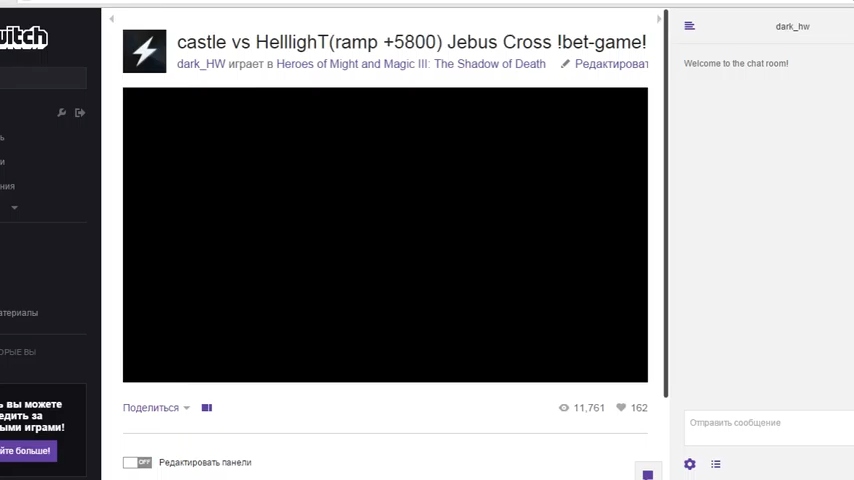 witch
castle vs HelllighT(ramp +5800) Jebus Cross !bet-game!
dark_HW играет в Heroes of Might and Magic III: The Shadow of Death
Редактироват
dark_hw
Welcome to the chat room!
ь
и
ния
атериалы
ОРЫЕ ВЫ
ь вы можете
едить за
ыми играми!
йте больше!
Поделиться
11,761
162
OFF
Редактировать панели
Отправить сообщение